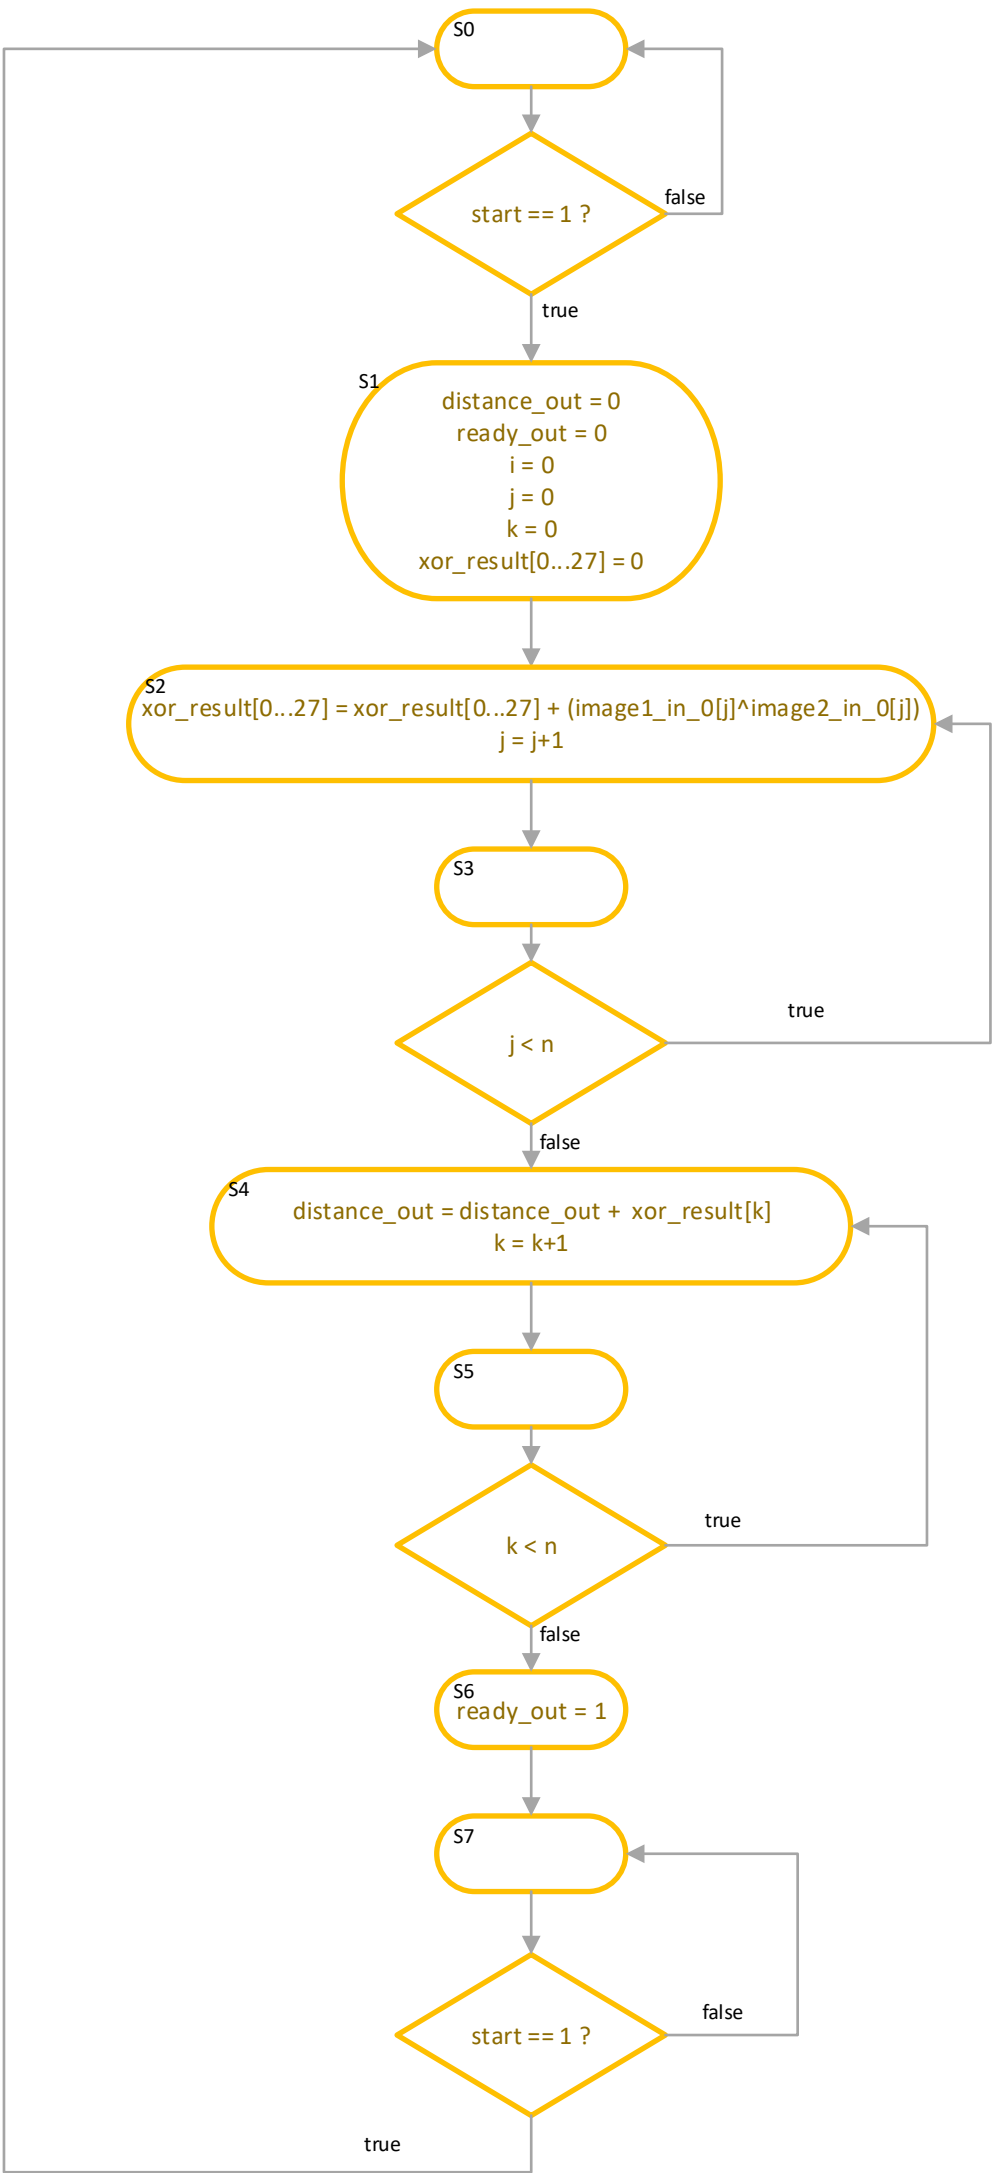 S0
start == 1 ?
false
true
S1
distance_out = 0
ready_out = 0
i = 0
j = 0
k = 0
xor_result[0...27] = 0
S2
xor_result[0...27] = xor_result[0...27] + (image1_in_0[j]^image2_in_0[j])
j = j+1
S3
j < n
true
false
S4
distance_out = distance_out + xor_result[k]
k = k+1
S5
k < n
true
false
S6
ready_out = 1
S7
start == 1 ?
false
true